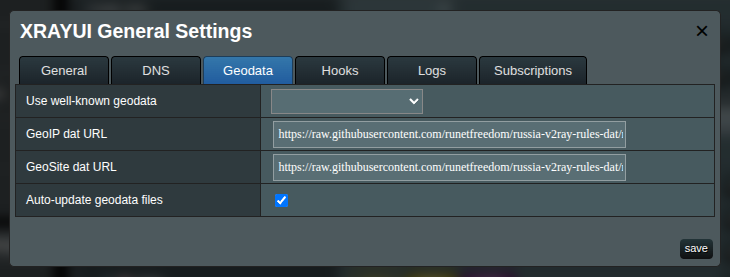 XRAYUI General Settings
General DNS Geodata Hooks Logs Subscriptions
Use well-known geodata
GeoIP dat URL https://raw.githubusercontent.com/runetfreedom/russia-v2ray-rules-dat/
GeoSite dat URL https://raw.githubusercontent.com/runetfreedom/russia-v2ray-rules-dat/
Auto-update geodata files
save